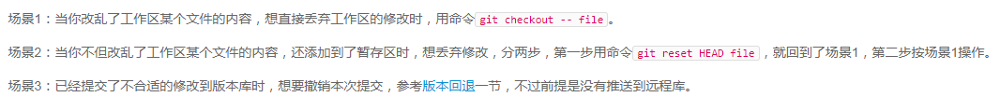 场景1：当你改乱了工作区某个文件的内容，想直接丢弃工作区的修改时，用命令git checkout -- file。
场景2：当你不但改乱了工作区某个文件的内容，还添加到了暂存区时，想丢弃修改，分两步，第一步用命令git reset HEAD file，就回到了场景1，第二步按场景1操作。
场景3：已经提交了不合适的修改到版本库时，想要撤销本次提交，参考版本回退一节，不过前提是没有推送到远程库。